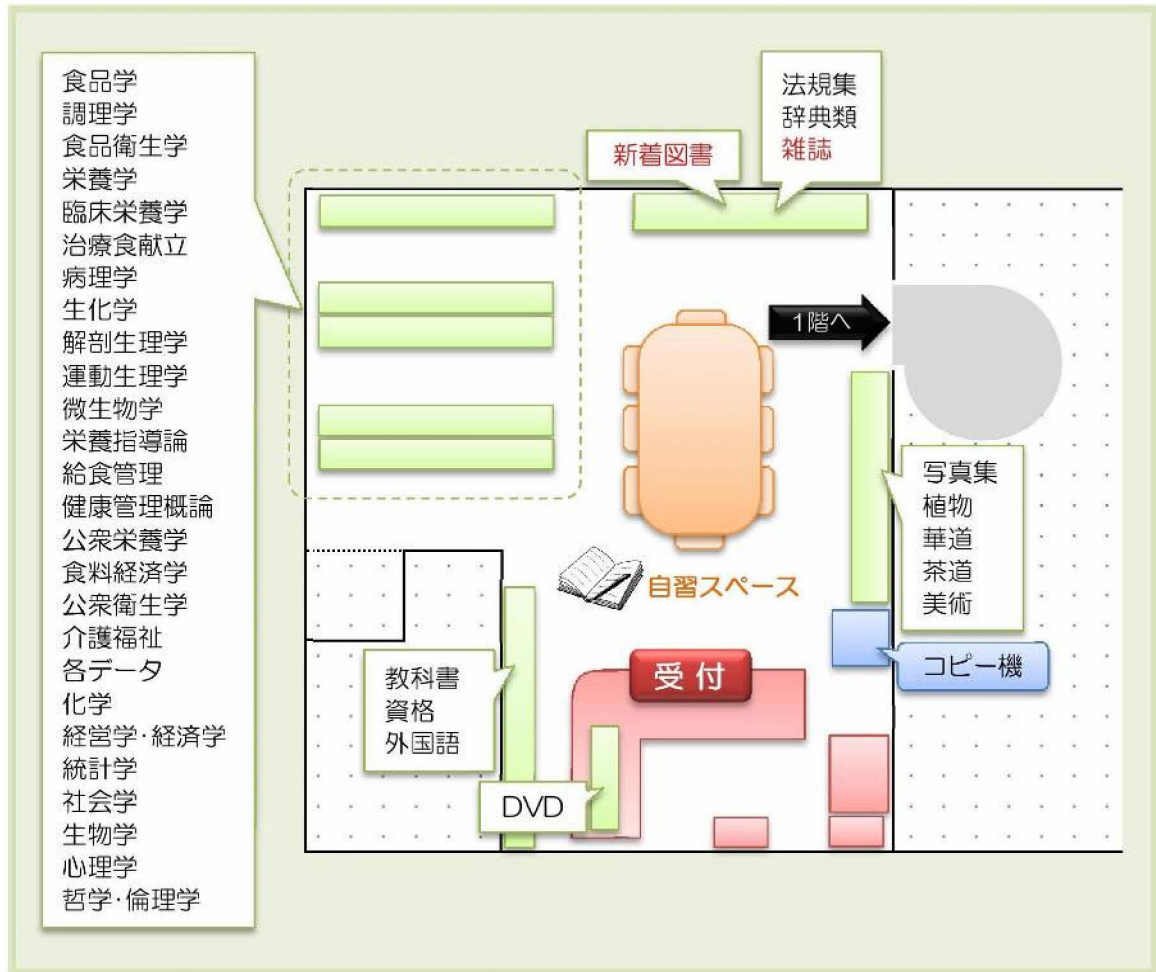 食品学
調理学
食品衛生学
栄養学
臨床栄養学
治療食献立
病理学
生化学
解剖生理学
運動生理学
微生物学
栄養指導論
給食管理
健康管理概論
公衆栄養学
食料経済学
公衆衛生学
介護福祉
各データ
化学
経営学・経済学
統計学
社会学
生物学
心理学
哲学・倫理学
新着図書
法規集
辞典類
雑誌
1階へ
写真集
植物
華道
茶道
美術
自習スペース
コピー機
受付
教科書
資格
外国語
DVD